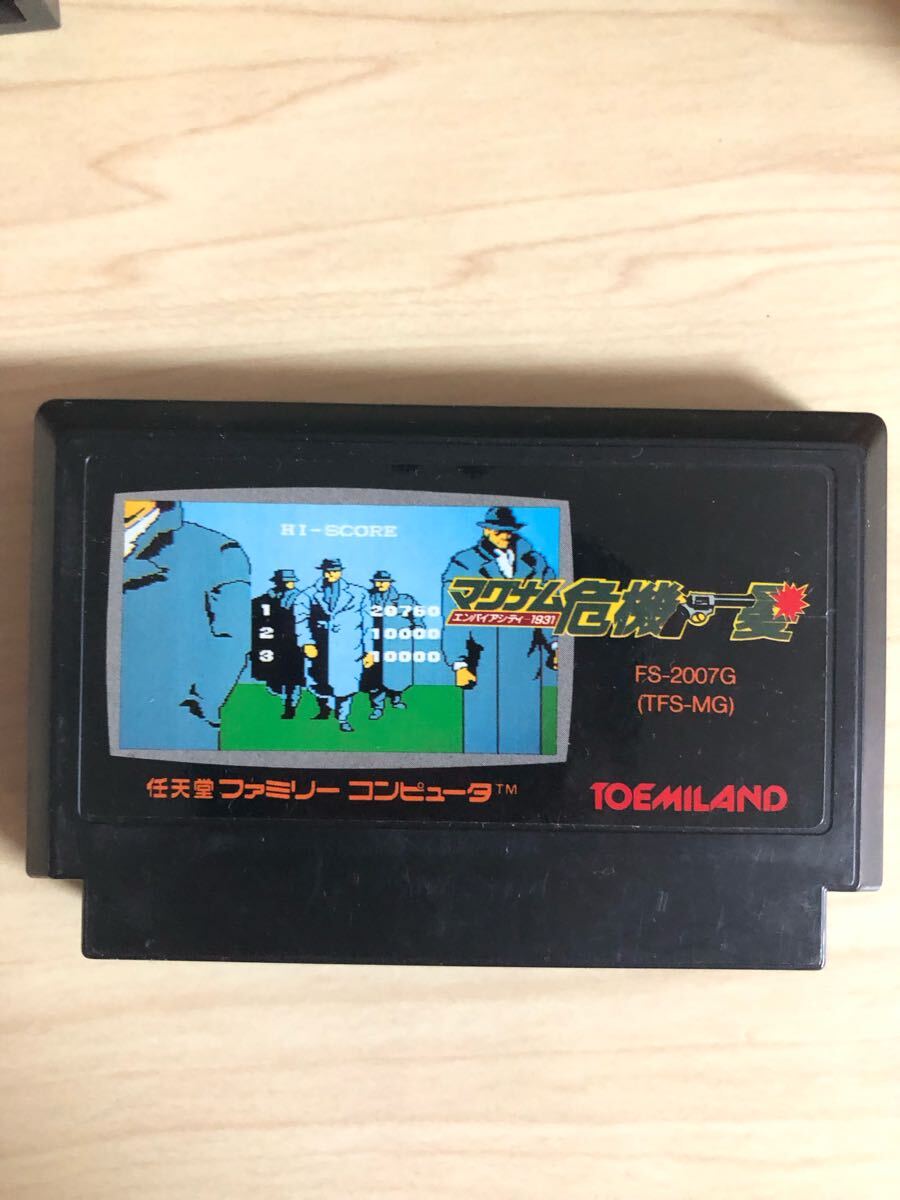 HI-SCORE
1 20760
2 10000
3 10000
マグサム危機一髪
エンパイアシティー1931
FS-2007G
(TFS-MG)
任天堂 ファミリー コンピュータ™
TOEMILAND